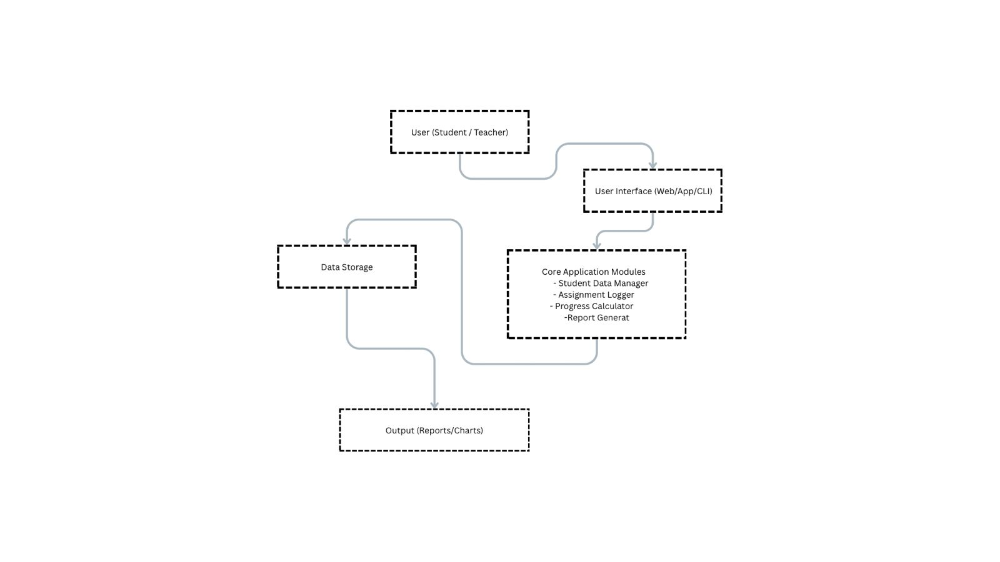 User (Student / Teacher)
User Interface (Web/App/CLI)
Data Storage
Core Application Modules
- Student Data Manager
- Assignment Logger
- Progress Calculator
-Report Generat
Output (Reports/Charts)